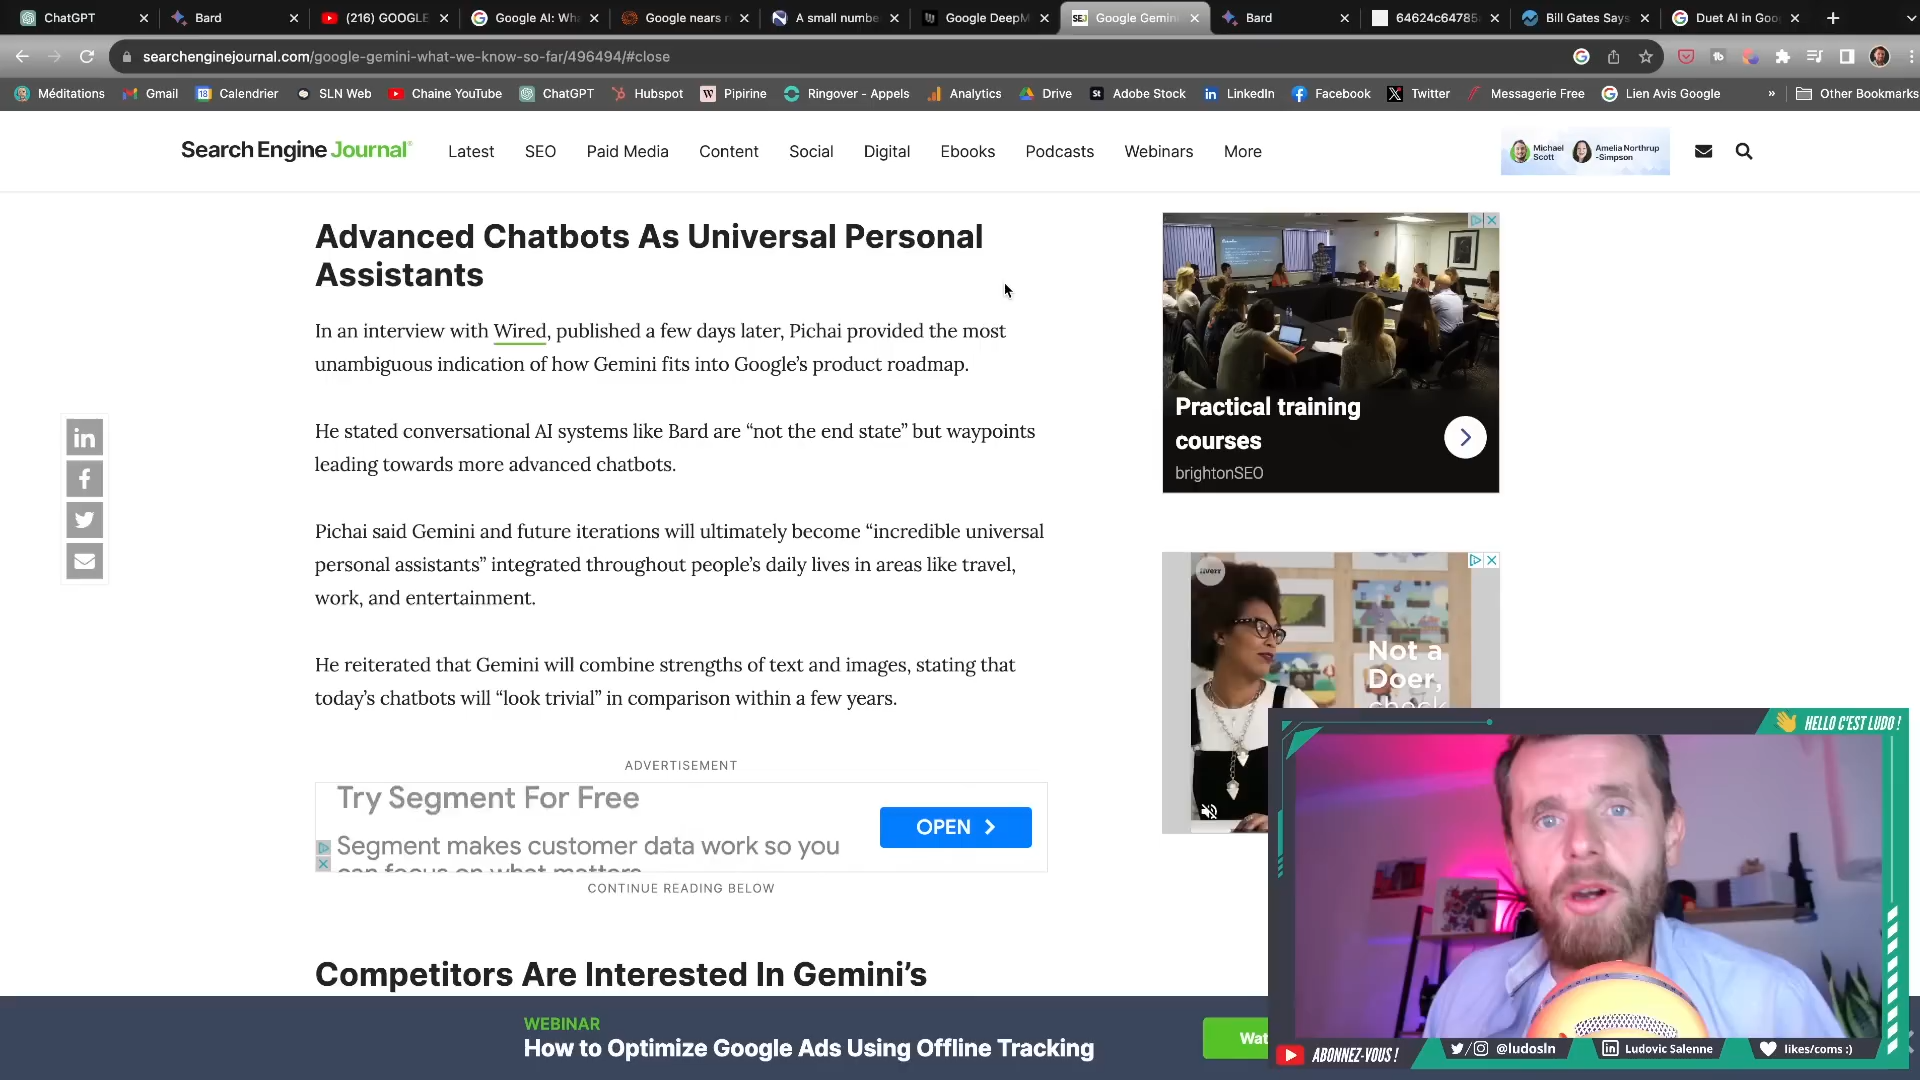 ChatGPT
Bard
(216) GOOGLE
Google AI: Wh
Google nears
A small numbe
Google DeepM
Google Gemini
Bard
64624c64785
Bill Gates Says
Duet AI in Goo
searchenginejournal.com/google-gemini-what-we-know-so-far/496494/#close
Méditations
Gmail
Calendrier
SLN Web
Chaine YouTube
ChatGPT
Hubspot
Pipirine
Ringover - Appels
Analytics
Drive
Adobe Stock
LinkedIn
Facebook
Twitter
Messagerie Free
Lien Avis Google
»
Other Bookmarks
Search Engine Journal
Latest
SEO
Paid Media
Content
Social
Digital
Ebooks
Podcasts
Webinars
More
Michael Scott
Amelia Northrup -Simpson
Advanced Chatbots As Universal Personal
Assistants
In an interview with Wired, published a few days later, Pichai provided the most
unambiguous indication of how Gemini fits into Google’s product roadmap.
He stated conversational AI systems like Bard are “not the end state” but waypoints
leading towards more advanced chatbots.
Pichai said Gemini and future iterations will ultimately become “incredible universal
personal assistants” integrated throughout people’s daily lives in areas like travel,
work, and entertainment.
He reiterated that Gemini will combine strengths of text and images, stating that
today’s chatbots will “look trivial” in comparison within a few years.
ADVERTISEMENT
Try Segment For Free
Segment makes customer data work so you
can focus on what matters
OPEN
CONTINUE READING BELOW
Competitors Are Interested In Gemini’s
Practical training
courses
brightonSEO
fiverr
Not a
Doer,
check
WEBINAR
How to Optimize Google Ads Using Offline Tracking
Wat
HELLO C'EST LUDO !
ABONNEZ-VOUS !
@ludosln
Ludovic Salenne
likes/coms :)